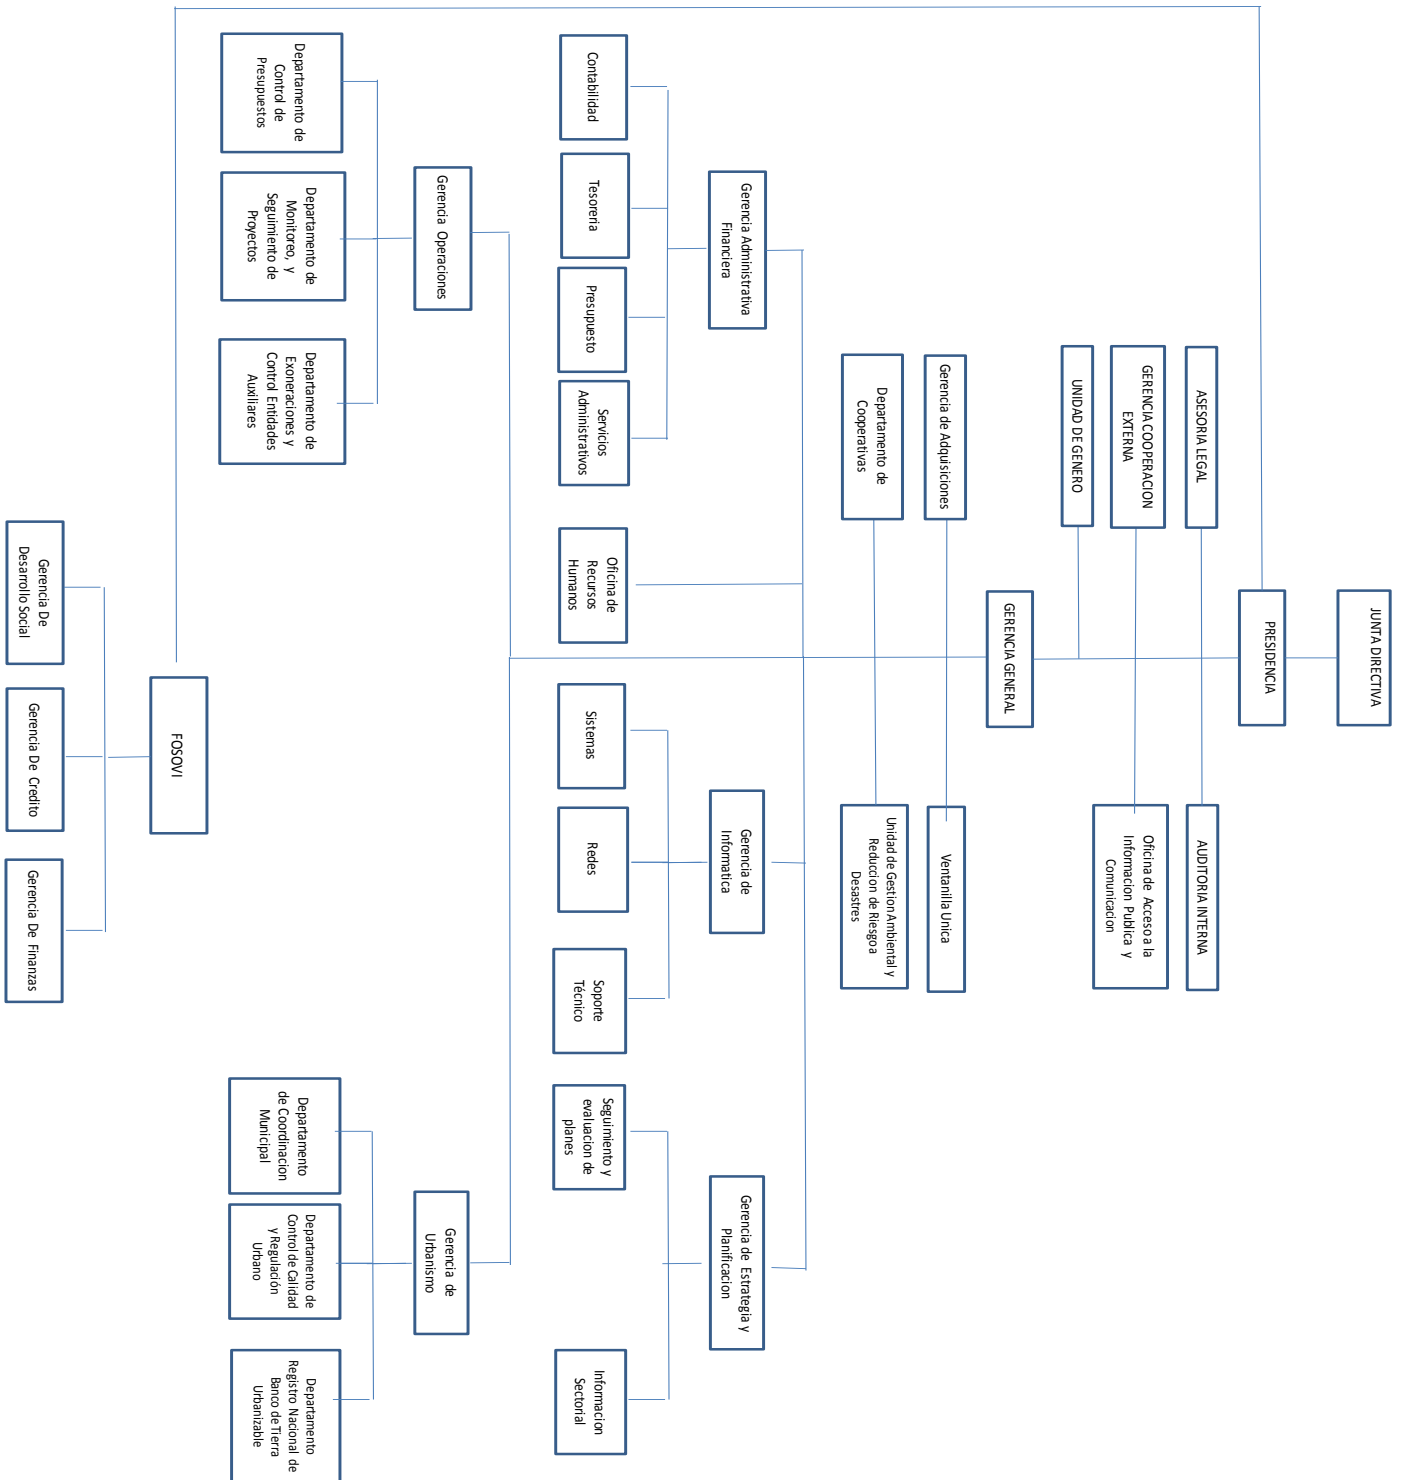 JUNTA DIRECTIVA
PRESIDENCIA
ASESORIA LEGAL
AUDITORIA INTERNA
GERENCIA COOPERACION
EXTERNA
Oficina de Acceso a la
Informacion Publica y
Comunicacion
UNIDAD DE GENERO
GERENCIA GENERAL
Gerencia de Adquisiciones
Ventanilla Unica
Departamento de
Cooperativas
Unidad de Gestion Ambiental y
Reduccion de Riesgo a
Desastres
Gerencia Administrativa
Financiera
Gerencia de
Informatica
Gerencia de Estrategia y
Planificacion
Contabilidad
Tesoreria
Presupuesto
Servicios
Administrativos
Oficina de
Recursos
Humanos
Sistemas
Redes
Soporte
Técnico
Seguimiento y
evaluacion de
planes
Informacion
Sectorial
Gerencia Operaciones
Gerencia de
Urbanismo
Departamento de
Control de
Presupuestos
Departamento de
Monitoreo, y
Seguimiento de
Proyectos
Departamento de
Exoneraciones y
Control Entidades
Auxiliares
Departamento
de Coordinacion
Municipal
Departamento de
Control de Calidad
y Regulación
Urbano
Departamento
Registro Nacional de
Banco de Tierra
Urbanizable
FOSOVI
Gerencia De
Desarrollo Social
Gerencia De Credito
Gerencia De Finanzas